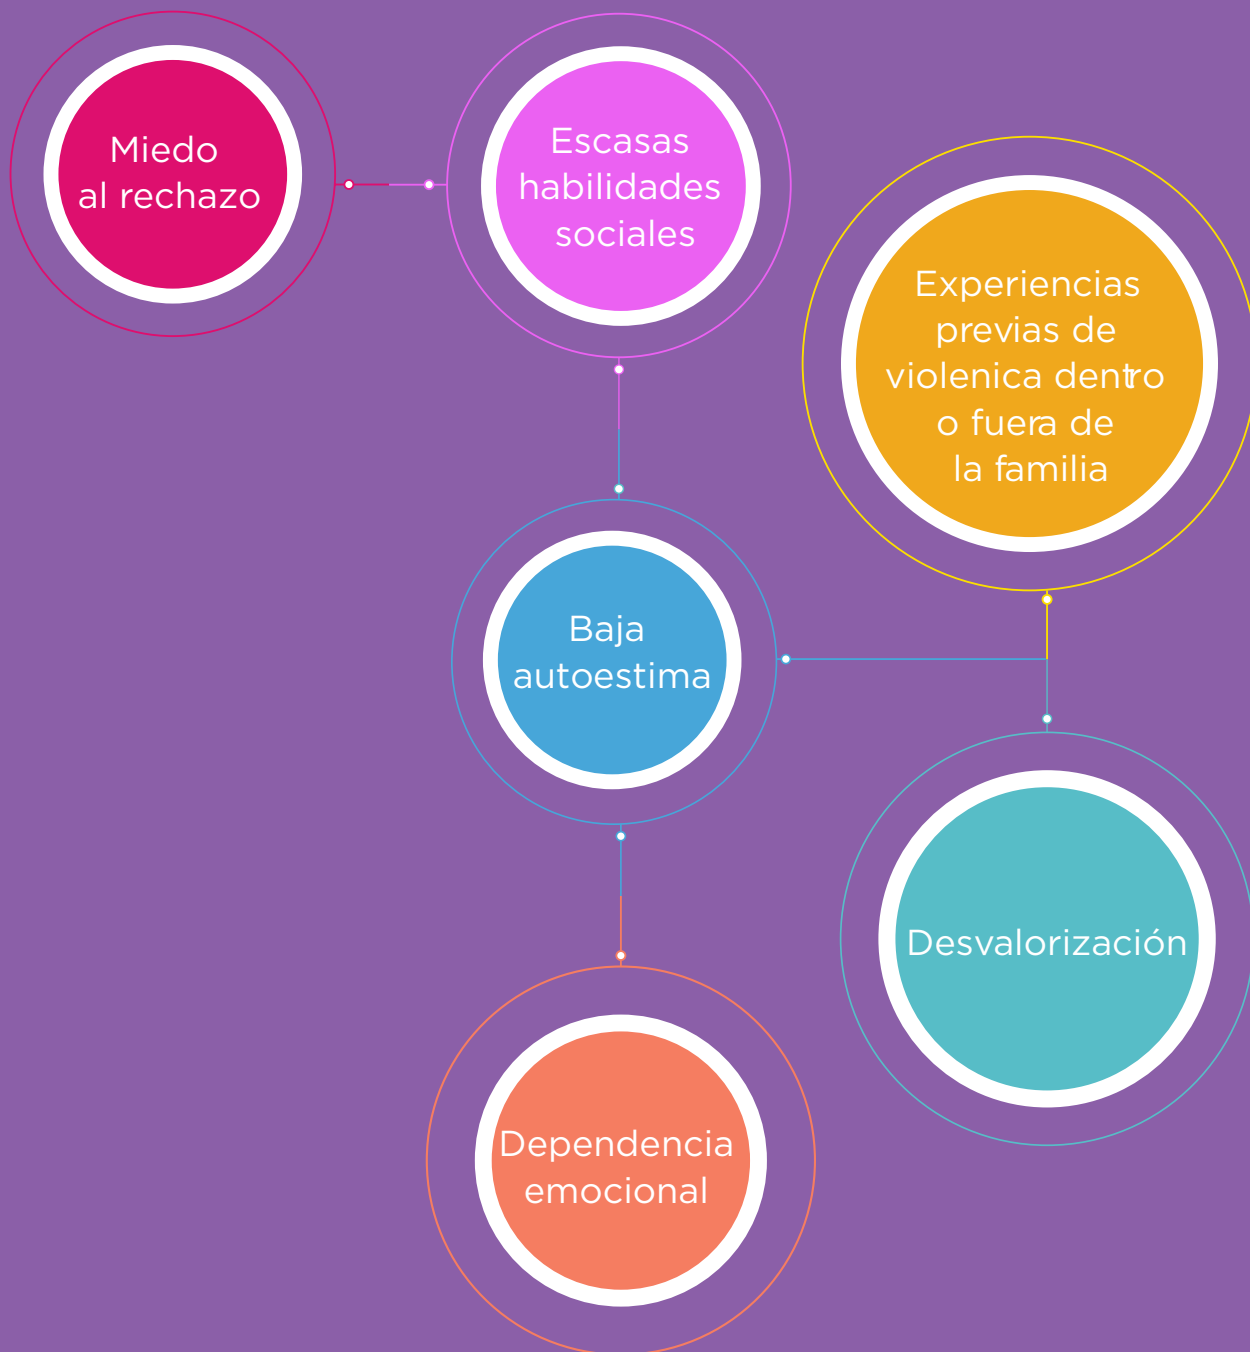 Miedo
al rechazo
Escasas
habilidades
sociales
Experiencias
previas de
violenica dentro
o fuera de
la familia
Baja
autoestima
Desvalorización
Dependencia
emocional